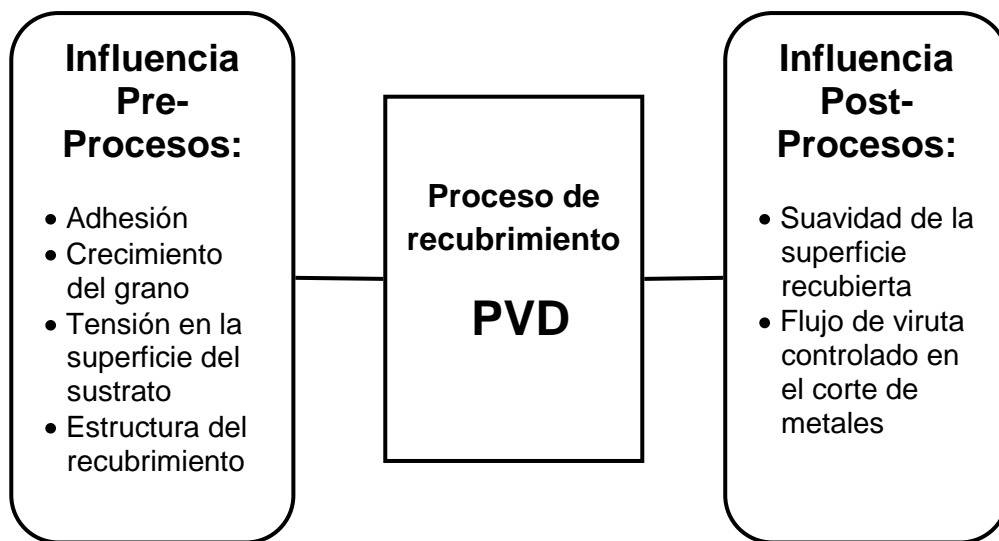 Influencia
Pre-
Procesos:
• Adhesión
• Crecimiento
del grano
• Tensión en la
superficie del
sustrato
• Estructura del
recubrimiento
Proceso de
recubrimiento
PVD
Influencia
Post-
Procesos:
• Suavidad de la
superficie
recubierta
• Flujo de viruta
controlado en
el corte de
metales